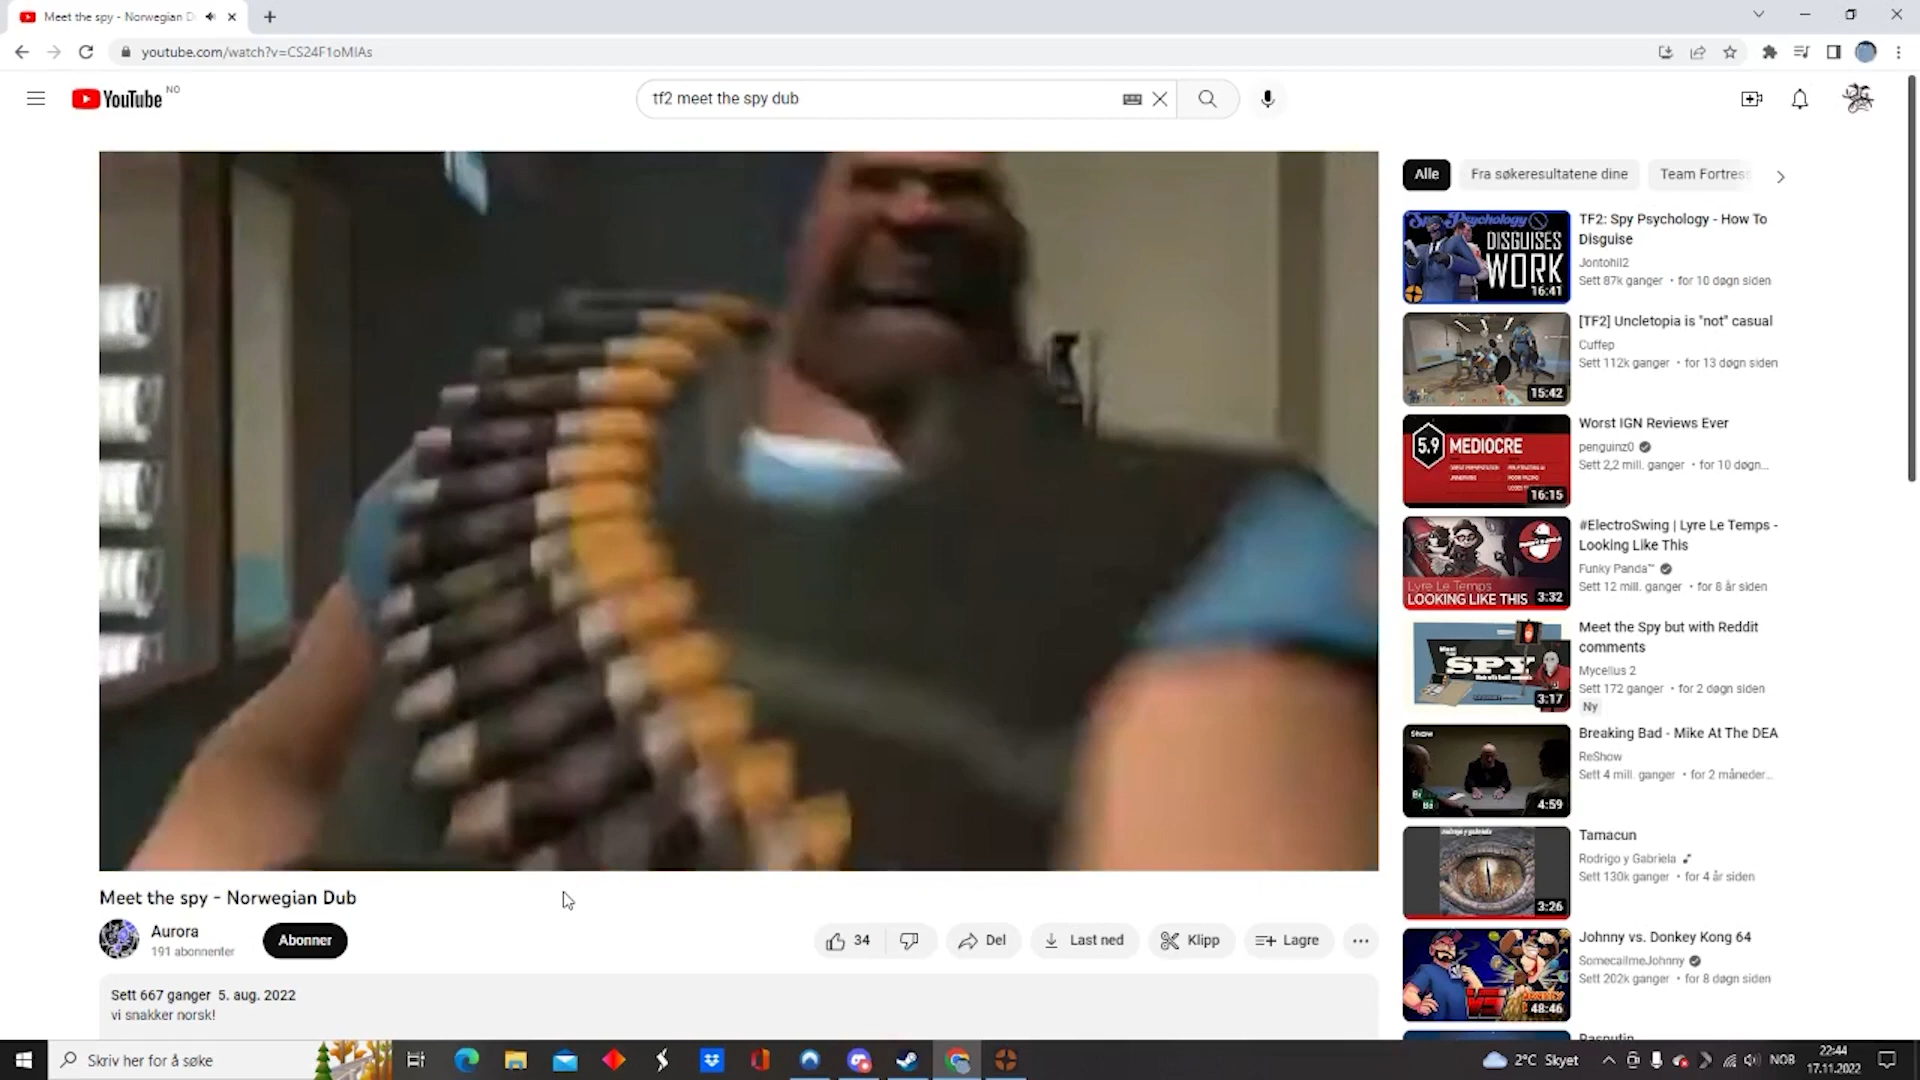 Meet the spy - Norwegian D
youtube.com/watch?v=CS24F1oMIAs
YouTube NO
tf2 meet the spy dub
Alle
Fra søkeresultatene dine
Team Fortress
Spy Psychology
DISGUISES
WORK
16:41
TF2: Spy Psychology - How To
Disguise
Jontohil2
Sett 87k ganger • for 10 døgn siden
15:42
[TF2] Uncletopia is "not" casual
Cuffep
Sett 112k ganger • for 13 døgn siden
5.9 MEDIOCRE
16:15
Worst IGN Reviews Ever
penguinz0
Sett 2,2 mill. ganger • for 10 døgn...
Lyre Le Temps
LOOKING LIKE THIS
3:32
#ElectroSwing | Lyre Le Temps -
Looking Like This
Funky Panda™
Sett 12 mill. ganger • for 8 år siden
SPY
3:17
Meet the Spy but with Reddit
comments
Mycelius 2
Sett 172 ganger • for 2 døgn siden
Ny
Show
4:59
Breaking Bad - Mike At The DEA
ReShow
Sett 4 mill. ganger • for 2 måneder...
rodrigo y gabriela
3:26
Tamacun
Rodrigo y Gabriela
Sett 130k ganger • for 4 år siden
VS
48:46
Johnny vs. Donkey Kong 64
SomecallmeJohnny
Sett 202k ganger • for 8 døgn siden
Rasputin
Meet the spy - Norwegian Dub
Aurora
191 abonnenter
Abonner
34
Del
Last ned
Klipp
Lagre
Sett 667 ganger 5. aug. 2022
vi snakker norsk!
Skriv her for å søke
2°C Skyet
NOB
22:44
17.11.2022